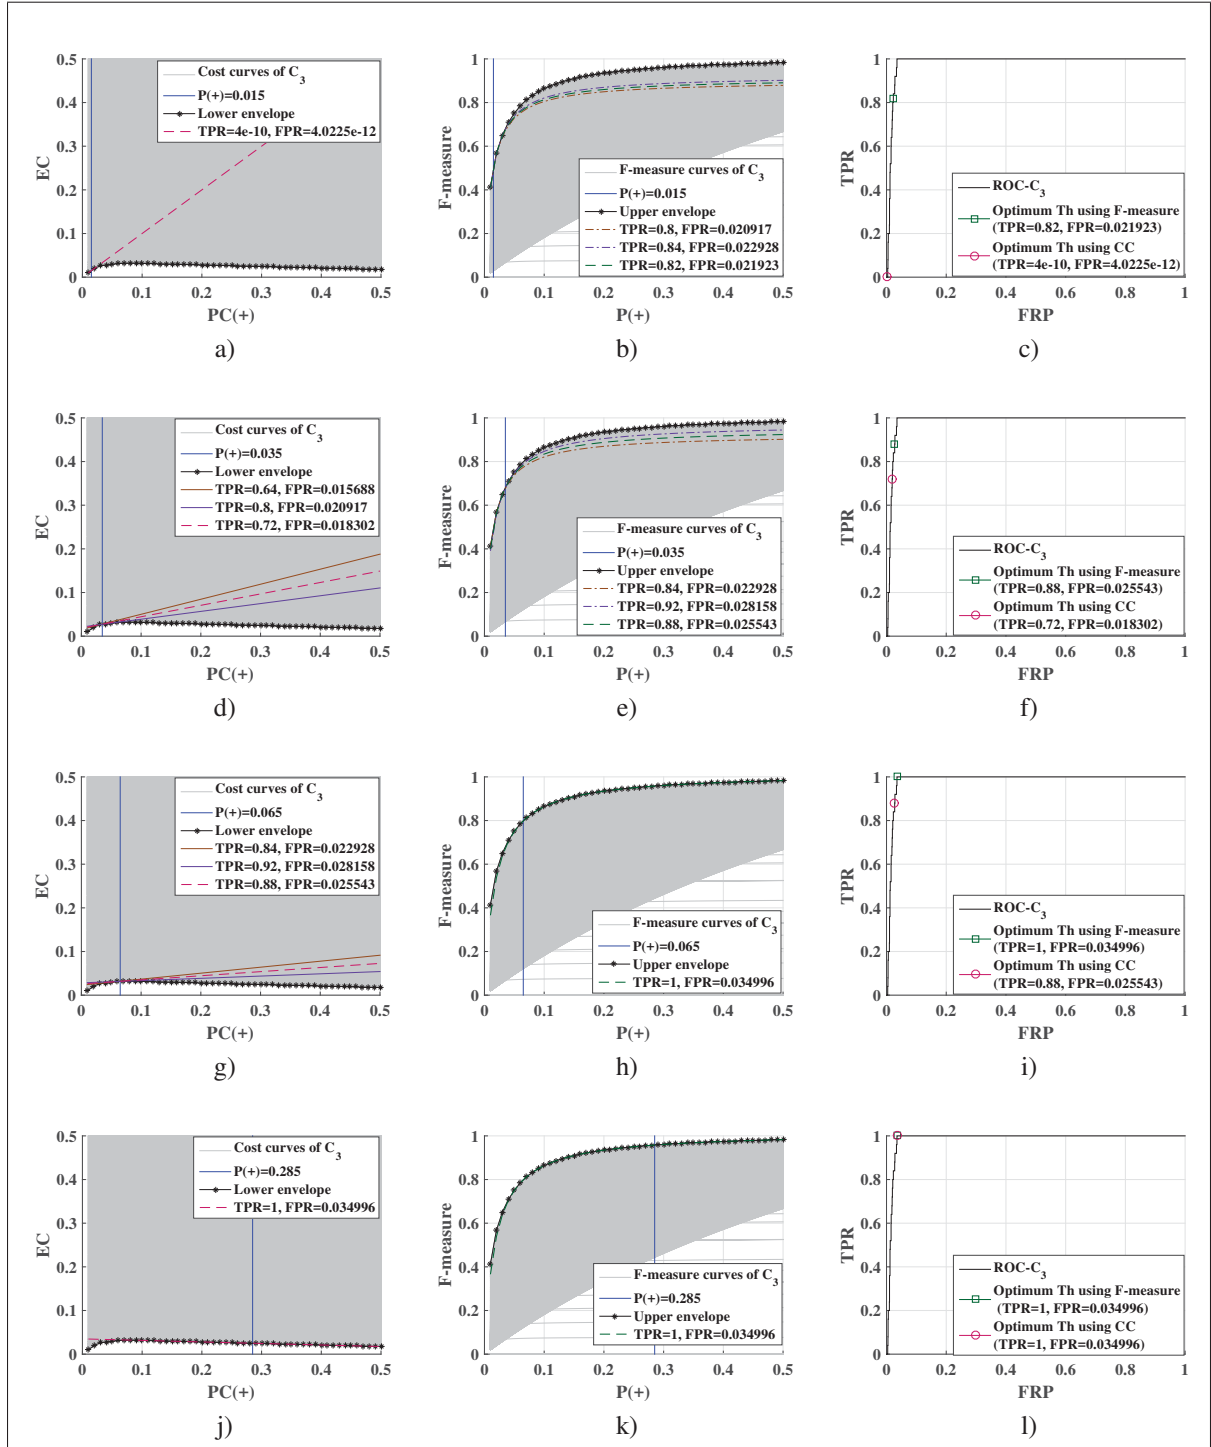 0.5
0.4
0.3
0.2
0.1
0
EC
Cost curves of C3
P(+)=0.015
Lower envelope
TPR=4e-10, FPR=4.0225e-12
0 0.1 0.2 0.3 0.4 0.5
PC(+)
a)
1
0.8
0.6
0.4
0.2
0
F-measure
F-measure curves of C3
P(+)=0.015
Upper envelope
TPR=0.8, FPR=0.020917
TPR=0.84, FPR=0.022928
TPR=0.82, FPR=0.021923
0 0.1 0.2 0.3 0.4 0.5
P(+)
b)
1
0.8
0.6
0.4
0.2
0
TPR
ROC-C3
Optimum Th using F-measure
(TPR=0.82, FPR=0.021923)
Optimum Th using CC
(TPR=4e-10, FPR=4.0225e-12)
0 0.2 0.4 0.6 0.8 1
FRP
c)
0.5
0.4
0.3
0.2
0.1
0
EC
Cost curves of C3
P(+)=0.035
Lower envelope
TPR=0.64, FPR=0.015688
TPR=0.8, FPR=0.020917
TPR=0.72, FPR=0.018302
0 0.1 0.2 0.3 0.4 0.5
PC(+)
d)
1
0.8
0.6
0.4
0.2
0
F-measure
F-measure curves of C3
P(+)=0.035
Upper envelope
TPR=0.84, FPR=0.022928
TPR=0.92, FPR=0.028158
TPR=0.88, FPR=0.025543
0 0.1 0.2 0.3 0.4 0.5
P(+)
e)
1
0.8
0.6
0.4
0.2
0
TPR
ROC-C3
Optimum Th using F-measure
(TPR=0.88, FPR=0.025543)
Optimum Th using CC
(TPR=0.72, FPR=0.018302)
0 0.2 0.4 0.6 0.8 1
FRP
f)
0.5
0.4
0.3
0.2
0.1
0
EC
Cost curves of C3
P(+)=0.065
Lower envelope
TPR=0.84, FPR=0.022928
TPR=0.92, FPR=0.028158
TPR=0.88, FPR=0.025543
0 0.1 0.2 0.3 0.4 0.5
PC(+)
g)
1
0.8
0.6
0.4
0.2
0
F-measure
F-measure curves of C3
P(+)=0.065
Upper envelope
TPR=1, FPR=0.034996
0 0.1 0.2 0.3 0.4 0.5
P(+)
h)
1
0.8
0.6
0.4
0.2
0
TPR
ROC-C3
Optimum Th using F-measure
(TPR=1, FPR=0.034996)
Optimum Th using CC
(TPR=0.88, FPR=0.025543)
0 0.2 0.4 0.6 0.8 1
FRP
i)
0.5
0.4
0.3
0.2
0.1
0
EC
Cost curves of C3
P(+)=0.285
Lower envelope
TPR=1, FPR=0.034996
0 0.1 0.2 0.3 0.4 0.5
PC(+)
j)
1
0.8
0.6
0.4
0.2
0
F-measure
F-measure curves of C3
P(+)=0.285
Upper envelope
TPR=1, FPR=0.034996
0 0.1 0.2 0.3 0.4 0.5
P(+)
k)
1
0.8
0.6
0.4
0.2
0
TPR
ROC-C3
Optimum Th using F-measure
(TPR=1, FPR=0.034996)
Optimum Th using CC
(TPR=1, FPR=0.034996)
0 0.2 0.4 0.6 0.8 1
FRP
l)